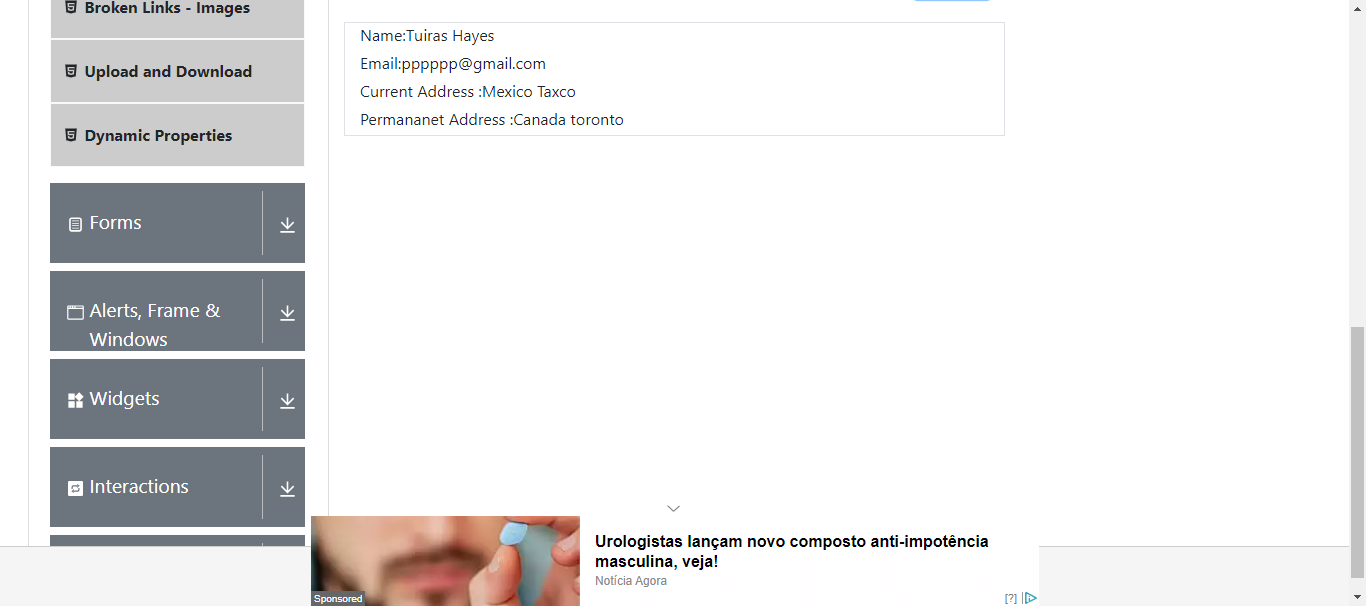 Broken Links - Images
Upload and Download
Dynamic Properties
Forms
Alerts, Frame &
Windows
Widgets
Interactions
Name:Tuiras Hayes
Email:pppppp@gmail.com
Current Address :Mexico Taxco
Permananet Address :Canada toronto
Urologistas lançam novo composto anti-impotência
masculina, veja!
Notícia Agora
Sponsored
[?]